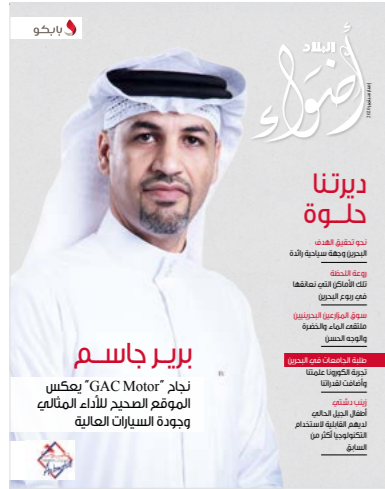 بابكو
البلاد
أضواء
ديرتنا
حلوة
نحو تحقيق الهدف
البحرين وجهة سياحية رائدة
روعة اللحظة
تلك الأماكن التي نعانقها
في ربوع البحرين
سوق المزارعين البحرينيين
ملتقى الماء والخضرة
والوجه الحسن
طلبة الجامعات في البحرين
تجربة الكورونا علمتنا
وأضافت لقدراتنا
زينب دشتي
أطفال الجيل الحالي
لديهم القابلية لاستخدام
التكنولوجيا أكثر من
السابق
برير جاسم
نجاح "GAC Motor" يعكس
الموقع الصحيح للأداء المثالي
وجودة السيارات العالية